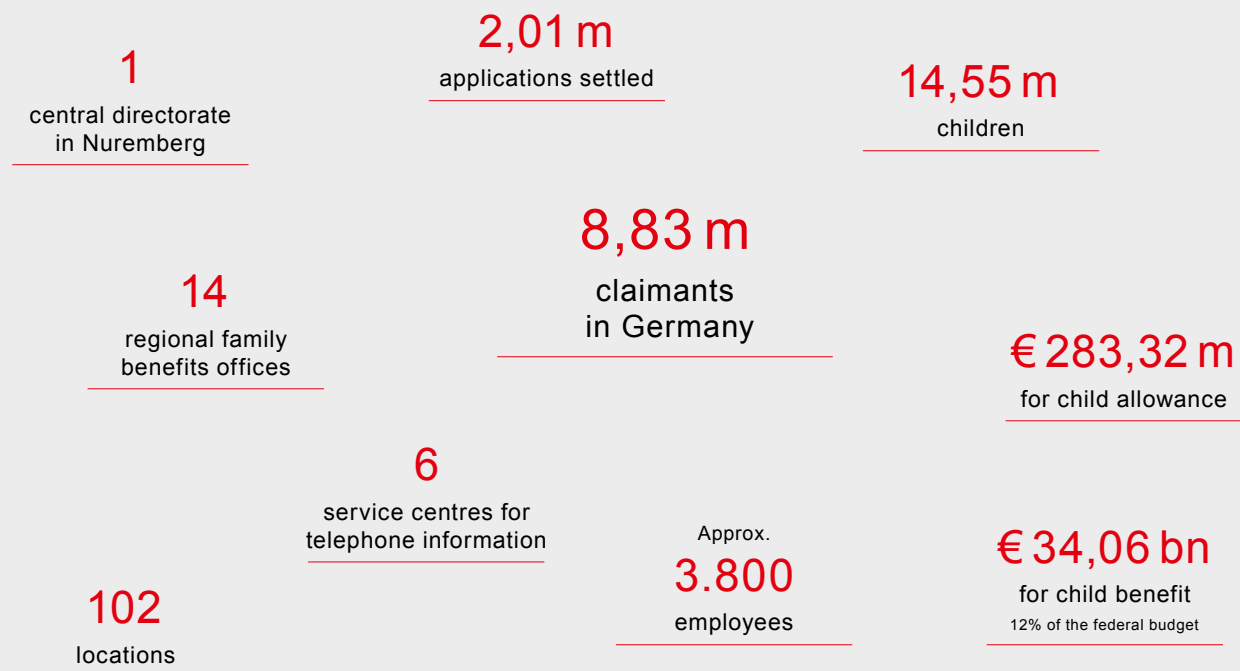 1
central directorate
in Nuremberg
2,01 m
applications settled
14,55 m
children
8,83 m
claimants
in Germany
14
regional family
benefits offices
€ 283,32 m
for child allowance
6
service centres for
telephone information
Approx.
3.800
employees
€ 34,06 bn
for child benefit
12% of the federal budget
102
locations